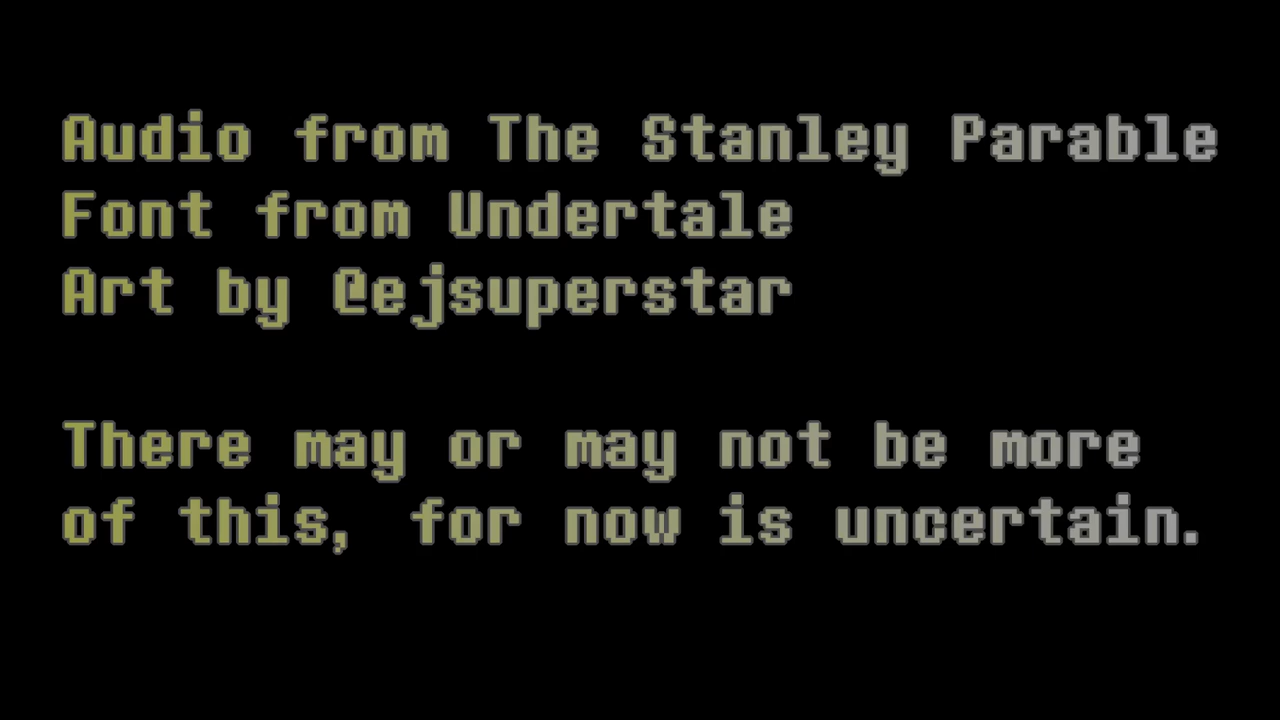 Audio from The Stanley Parable
Font from Undertale
Art by @ejsuperstar
There may or may not be more
of this, for now is uncertain.